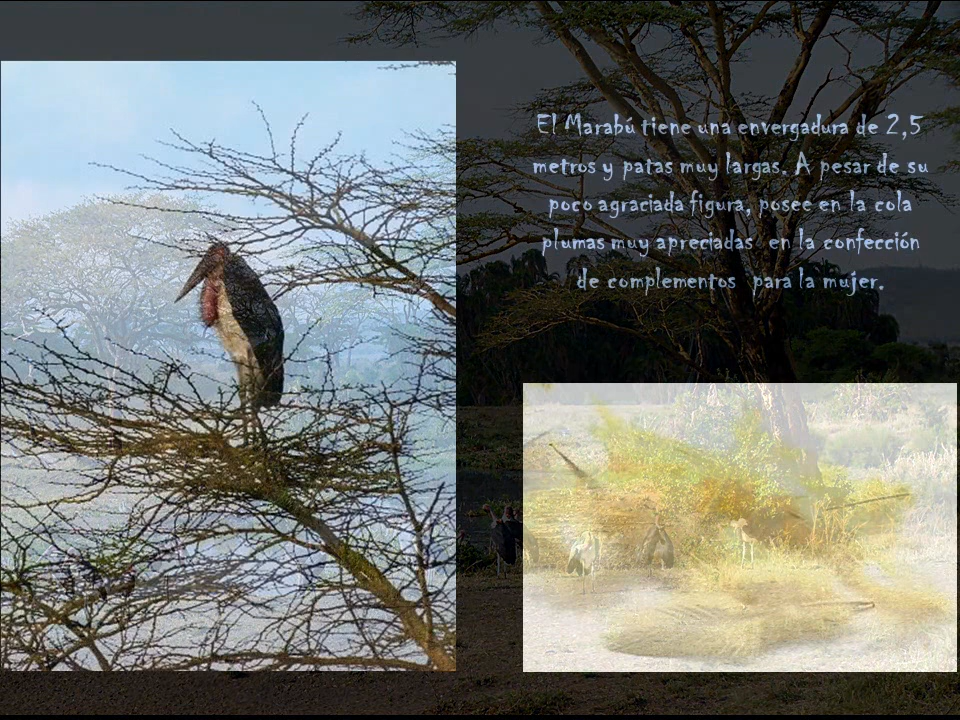 El Marabú tiene una envergadura de 2,5
metros y patas muy largas. A pesar de su
poco agraciada figura, posee en la cola
plumas muy apreciadas  en la confección
de complementos  para la mujer.